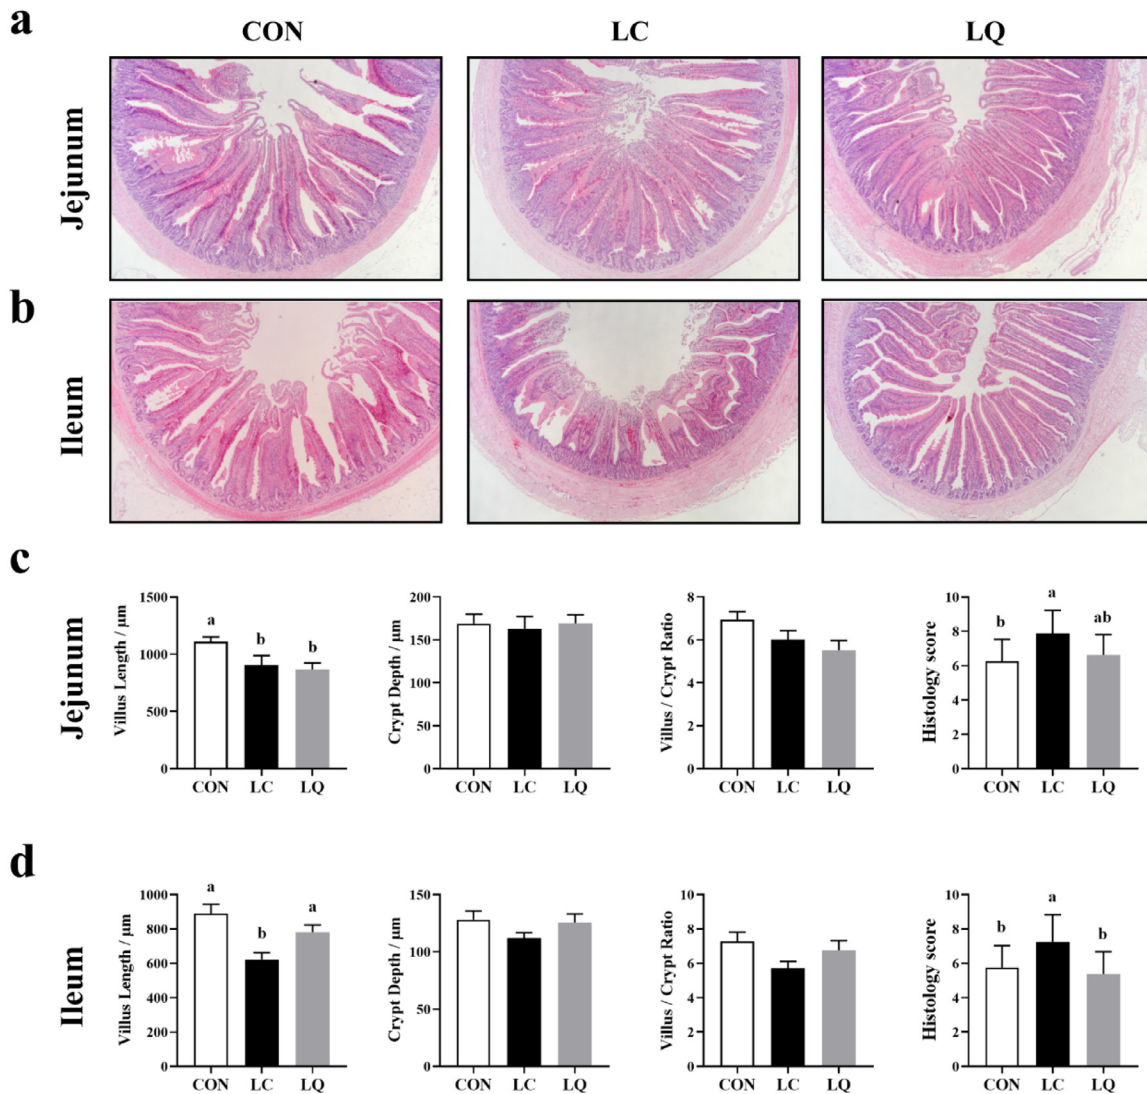 a
CON LC LQ
Jejunum
b
Ileum
c
Jejunum
Villus Length / μm
1500
1000
500
0
a
b
b
CON LC LQ
Crypt Depth / μm
200
150
100
50
0
CON LC LQ
Villus / Crypt Ratio
8
6
4
2
0
CON LC LQ
Histology score
10
8
6
4
2
0
b
a
ab
CON LC LQ
d
Ileum
Villus Length / μm
1000
800
600
400
200
0
a
b
a
CON LC LQ
Crypt Depth / μm
150
100
50
0
CON LC LQ
Villus / Crypt Ratio
10
8
6
4
2
0
CON LC LQ
Histology score
10
8
6
4
2
0
b
a
b
CON LC LQ